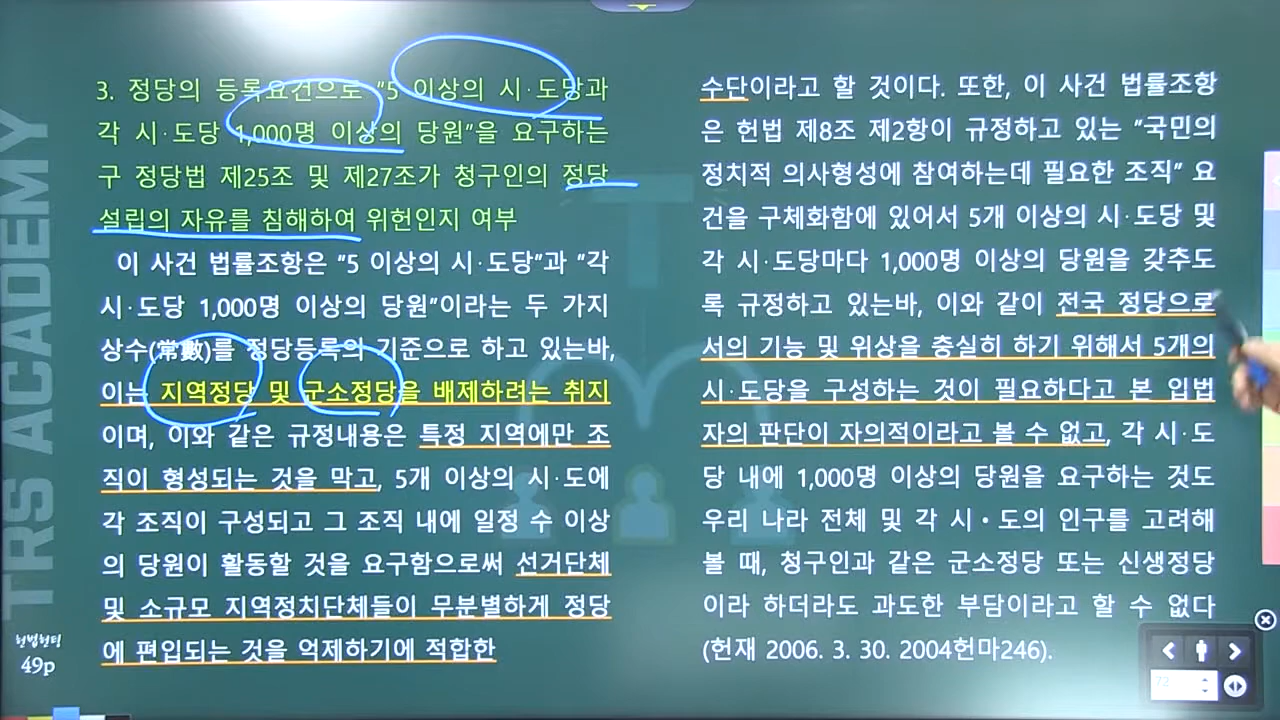 3. 정당의 등록요건으로 "5 이상의 시·도당과
각 시·도당 1,000명 이상의 당원"을 요구하는
구 정당법 제25조 및 제27조가 청구인의 정당
설립의 자유를 침해하여 위헌인지 여부
이 사건 법률조항은 "5 이상의 시·도당"과 "각
시·도당 1,000명 이상의 당원"이라는 두 가지
상수(常數)를 정당등록의 기준으로 하고 있는바,
이는 지역정당 및 군소정당을 배제하려는 취지
이며, 이와 같은 규정내용은 특정 지역에만 조
직이 형성되는 것을 막고, 5개 이상의 시·도에
각 조직이 구성되고 그 조직 내에 일정 수 이상
의 당원이 활동할 것을 요구함으로써 선거단체
및 소규모 지역정치단체들이 무분별하게 정당
에 편입되는 것을 억제하기에 적합한
수단이라고 할 것이다. 또한, 이 사건 법률조항
은 헌법 제8조 제2항이 규정하고 있는 "국민의
정치적 의사형성에 참여하는데 필요한 조직" 요
건을 구체화함에 있어서 5개 이상의 시·도당 및
각 시·도당마다 1,000명 이상의 당원을 갖추도
록 규정하고 있는바, 이와 같이 전국 정당으로
서의 기능 및 위상을 충실히 하기 위해서 5개의
시·도당을 구성하는 것이 필요하다고 본 입법
자의 판단이 자의적이라고 볼 수 없고, 각 시·도
당 내에 1,000명 이상의 당원을 요구하는 것도
우리 나라 전체 및 각 시·도의 인구를 고려해
볼 때, 청구인과 같은 군소정당 또는 신생정당
이라 하더라도 과도한 부담이라고 할 수 없다
(헌재 2006. 3. 30. 2004헌마246).
TRS ACADEMY
헌법헌팅
49p
72